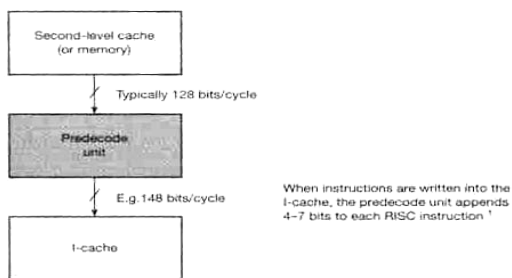 Second-level cache
(or memory)
Typically 128 bits/cycle
Predecode
unit
E.g.148 bits/cycle
When instructions are written into the
I-cache, the predecode unit appends
4-7 bits to each RISC instruction ¹
I-cache